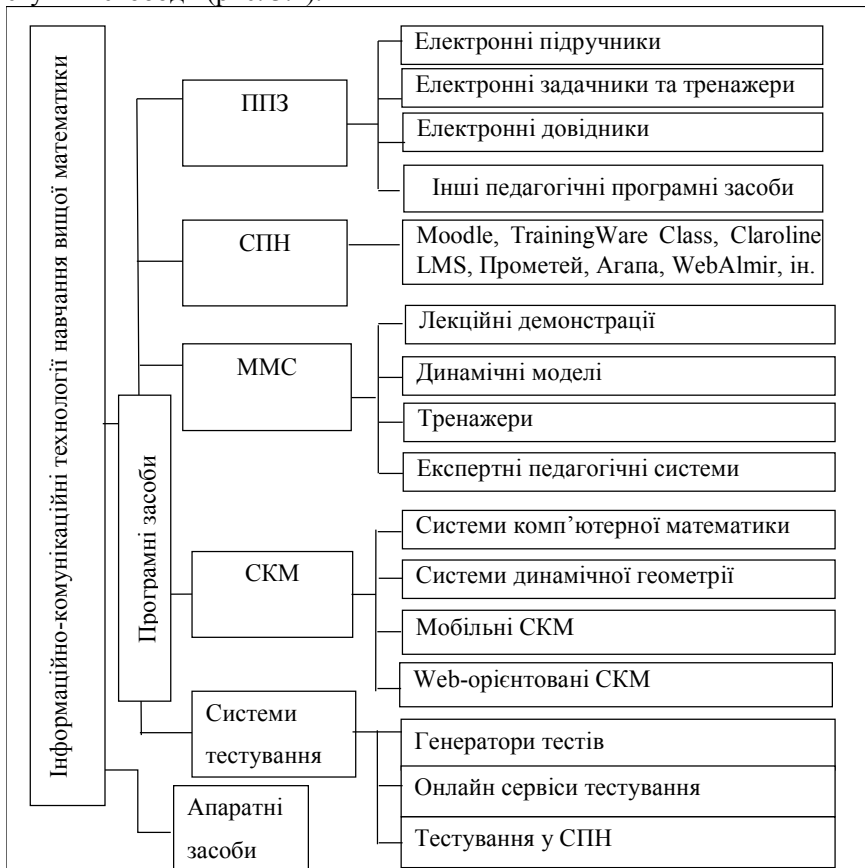 Інформаційно-комунікаційні технології навчання вищої математики
Програмні засоби
ППЗ
Електронні підручники
Електронні задачники та тренажери
Електронні довідники
Інші педагогічні програмні засоби
СПН
Moodle, TrainingWare Class, Claroline
LMS, Прометей, Агапа, WebAlmir, ін.
ММС
Лекційні демонстрації
Динамічні моделі
Тренажери
Експертні педагогічні системи
СКМ
Системи комп’ютерної математики
Системи динамічної геометрії
Мобільні СКМ
Web-орієнтовані СКМ
Системи
тестування
Генератори тестів
Онлайн сервіси тестування
Тестування у СПН
Апаратні
засоби